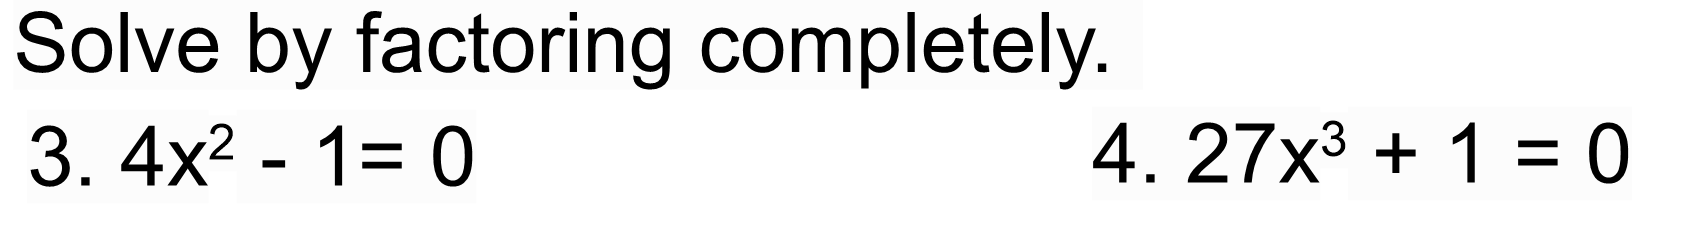 Solve by factoring completely.
3. 4x² - 1= 0 4. 27x³ + 1 = 0